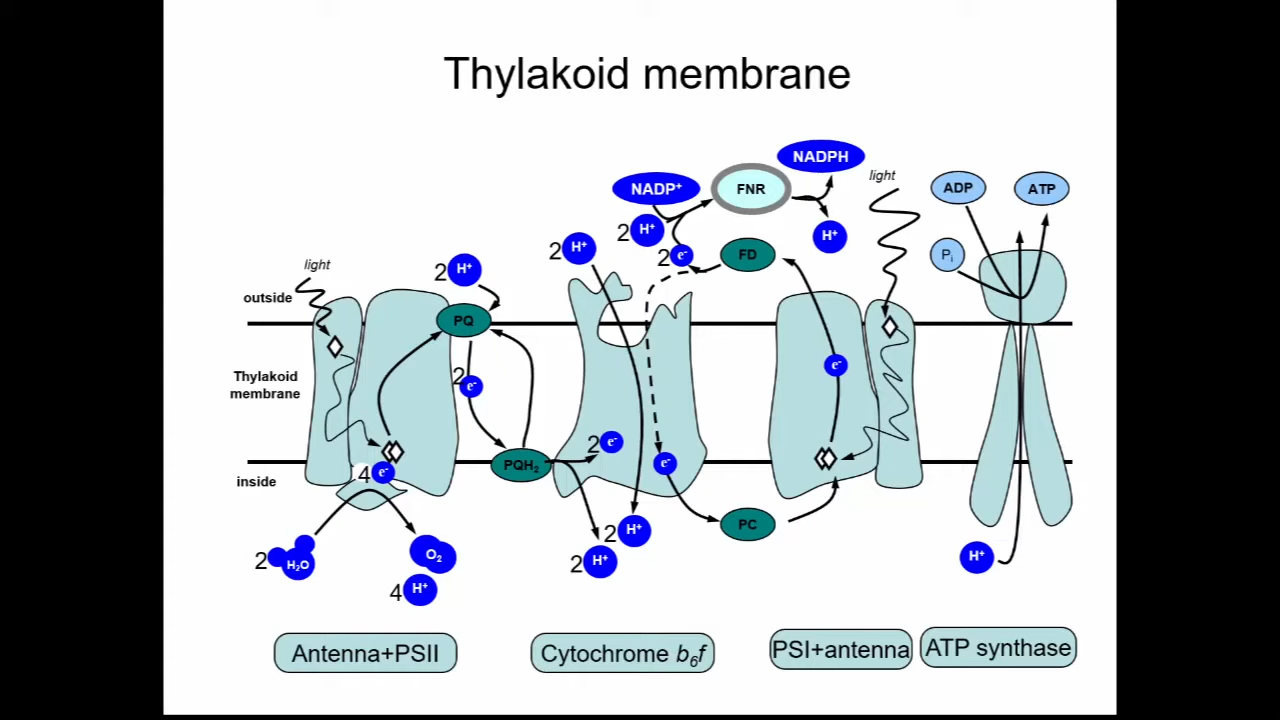 Thylakoid membrane
NADPH
light
NADP⁺
FNR
ADP
ATP
2 H⁺
H⁺
2 H⁺
FD
Pᵢ
2 e⁻
light
2 H⁺
outside
PQ
e⁻
Thylakoid
membrane
2 e⁻
2 e⁻
PQH₂
e⁻
inside
4 e⁻
PC
2 H⁺
2 H₂O
O₂
2 H⁺
H⁺
4 H⁺
Antenna+PSII
Cytochrome b₆f
PSI+antenna
ATP synthase